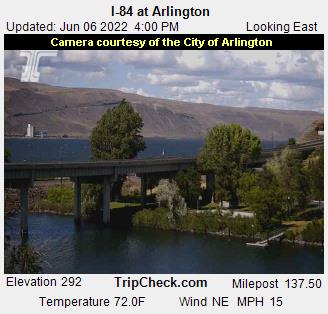 I-84 at Arlington
Updated: Jun 06 2022 4:00 PM Looking East
Camera courtesy of the City of Arlington
Elevation 292 TripCheck.com Milepost 137.50
Temperature 72.0F Wind NE MPH 15